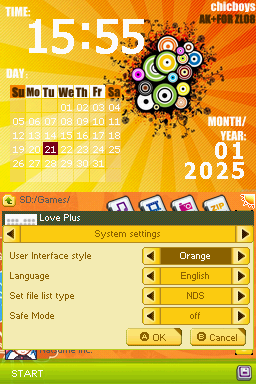 TIME:
15:55
chicboys
AK+FOR ZL08
DAY:
Su Mo Tu We Th Fr Sa
01 02 03 04
05 06 07 08 09 10 11
12 13 14 15 16 17 18
19 20 21 22 23 24 25
26 27 28 29 30 31
MONTH/
YEAR:
01
2025
SD:/Games/
ZIP
Love Plus
System settings
User Interface style Orange
Language English
Set file list type NDS
Safe Mode off
A OK B Cancel
Inc.
START